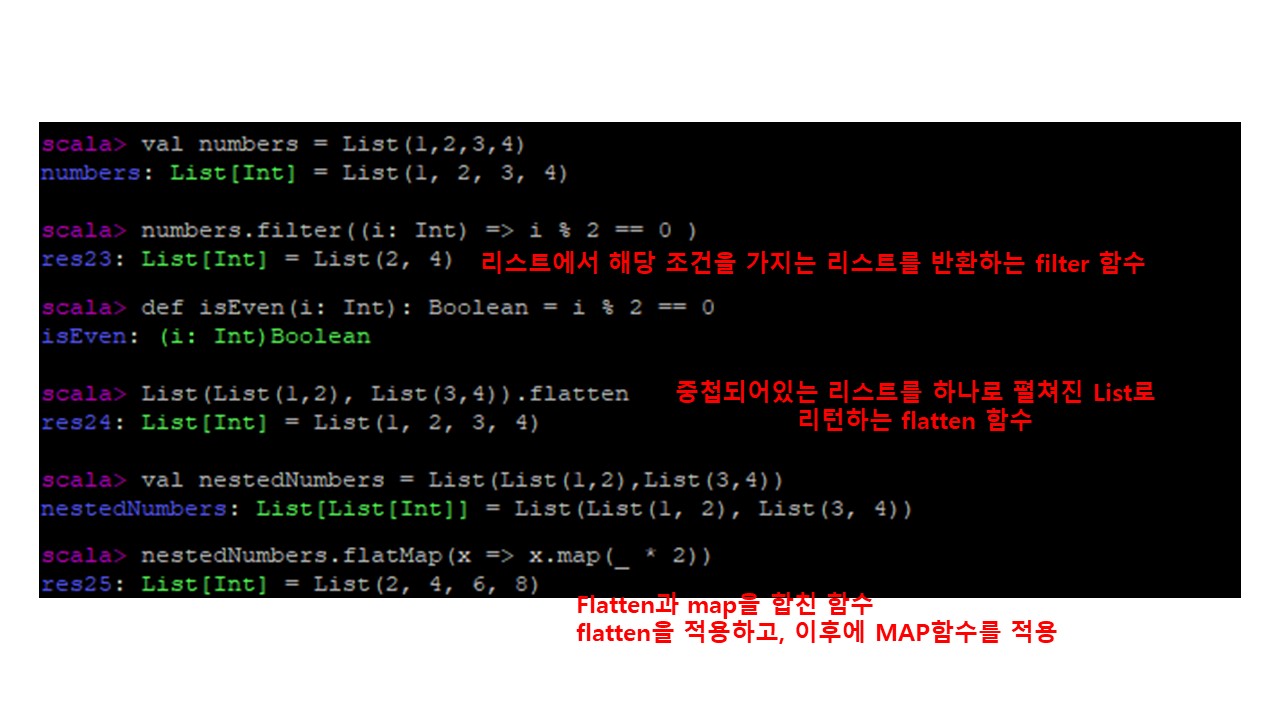 scala> val numbers = List(1,2,3,4)
numbers: List[Int] = List(1, 2, 3, 4)
scala> numbers.filter((i: Int) => i % 2 == 0 )
res23: List[Int] = List(2, 4)
리스트에서 해당 조건을 가지는 리스트를 반환하는 filter 함수
scala> def isEven(i: Int): Boolean = i % 2 == 0
isEven: (i: Int)Boolean
scala> List(List(1,2), List(3,4)).flatten
res24: List[Int] = List(1, 2, 3, 4)
중첩되어있는 리스트를 하나로 펼쳐진 List로
리턴하는 flatten 함수
scala> val nestedNumbers = List(List(1,2),List(3,4))
nestedNumbers: List[List[Int]] = List(List(1, 2), List(3, 4))
scala> nestedNumbers.flatMap(x => x.map(_ * 2))
res25: List[Int] = List(2, 4, 6, 8)
Flatten과 map을 합친 함수
flatten을 적용하고, 이후에 MAP함수를 적용